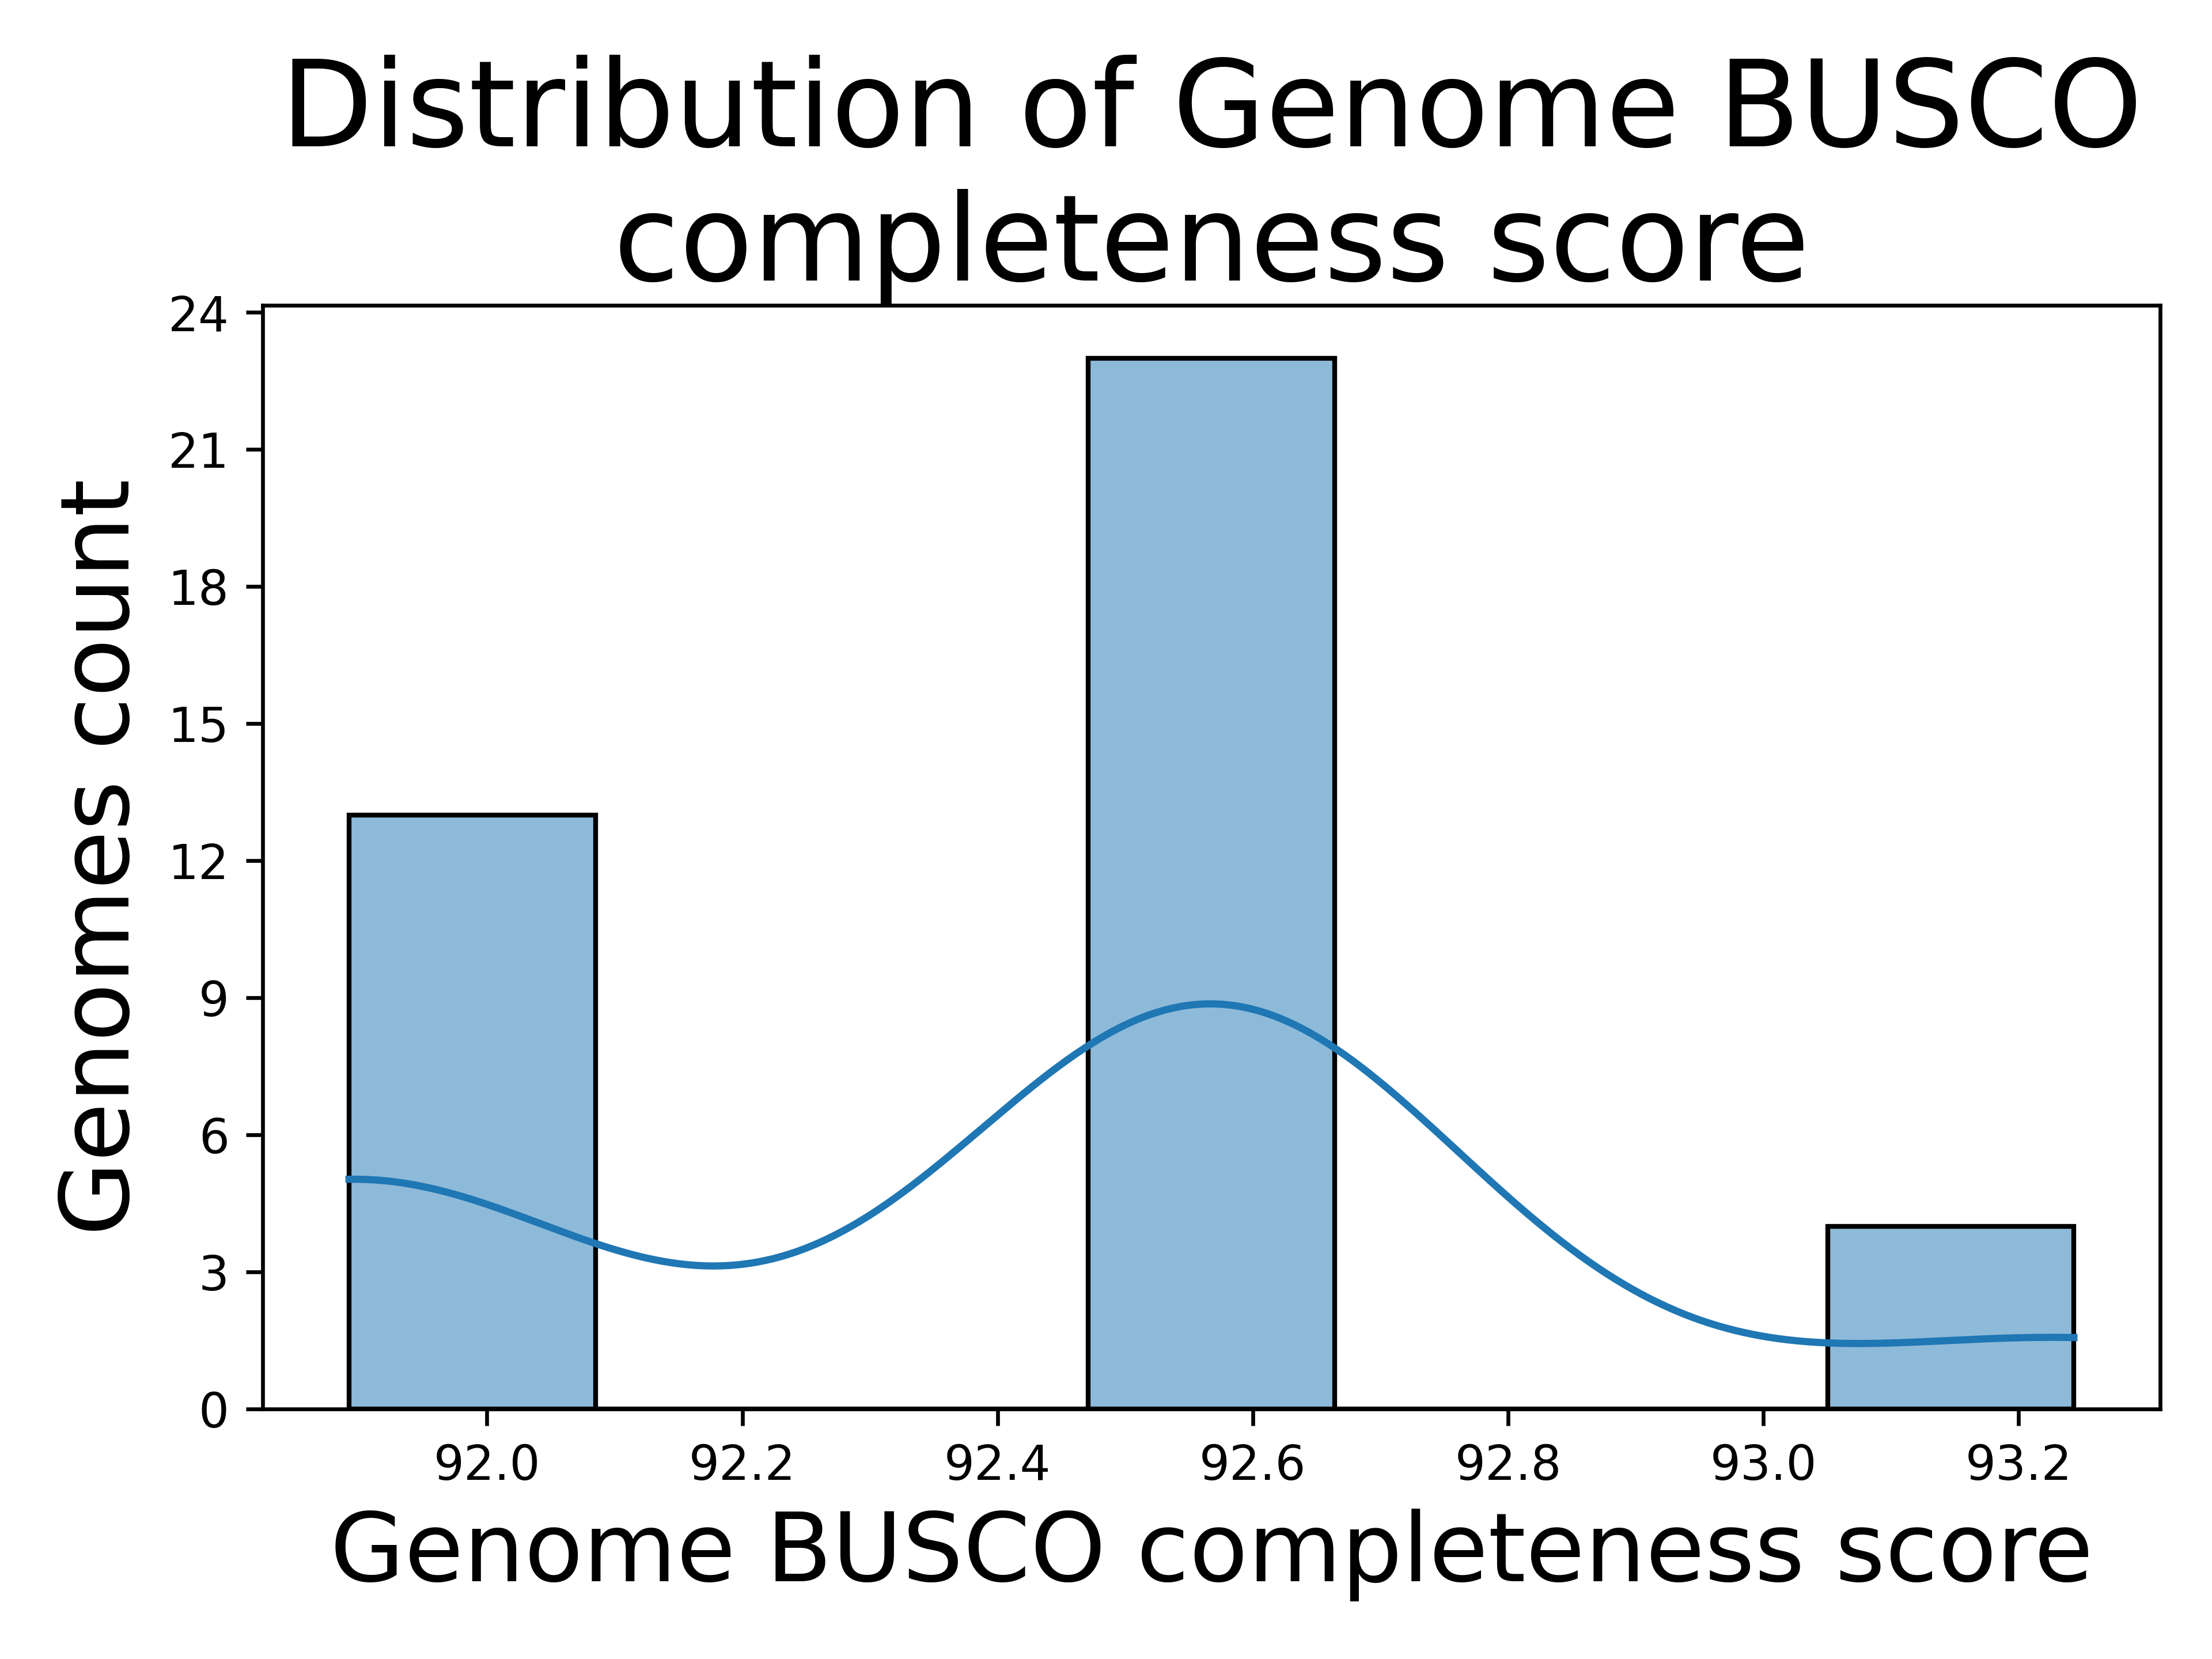 Distribution of Genome BUSCO
completeness score
24
21
18
15
12
9
6
3
0
Genomes count
92.0 92.2 92.4 92.6 92.8 93.0 93.2
Genome BUSCO completeness score